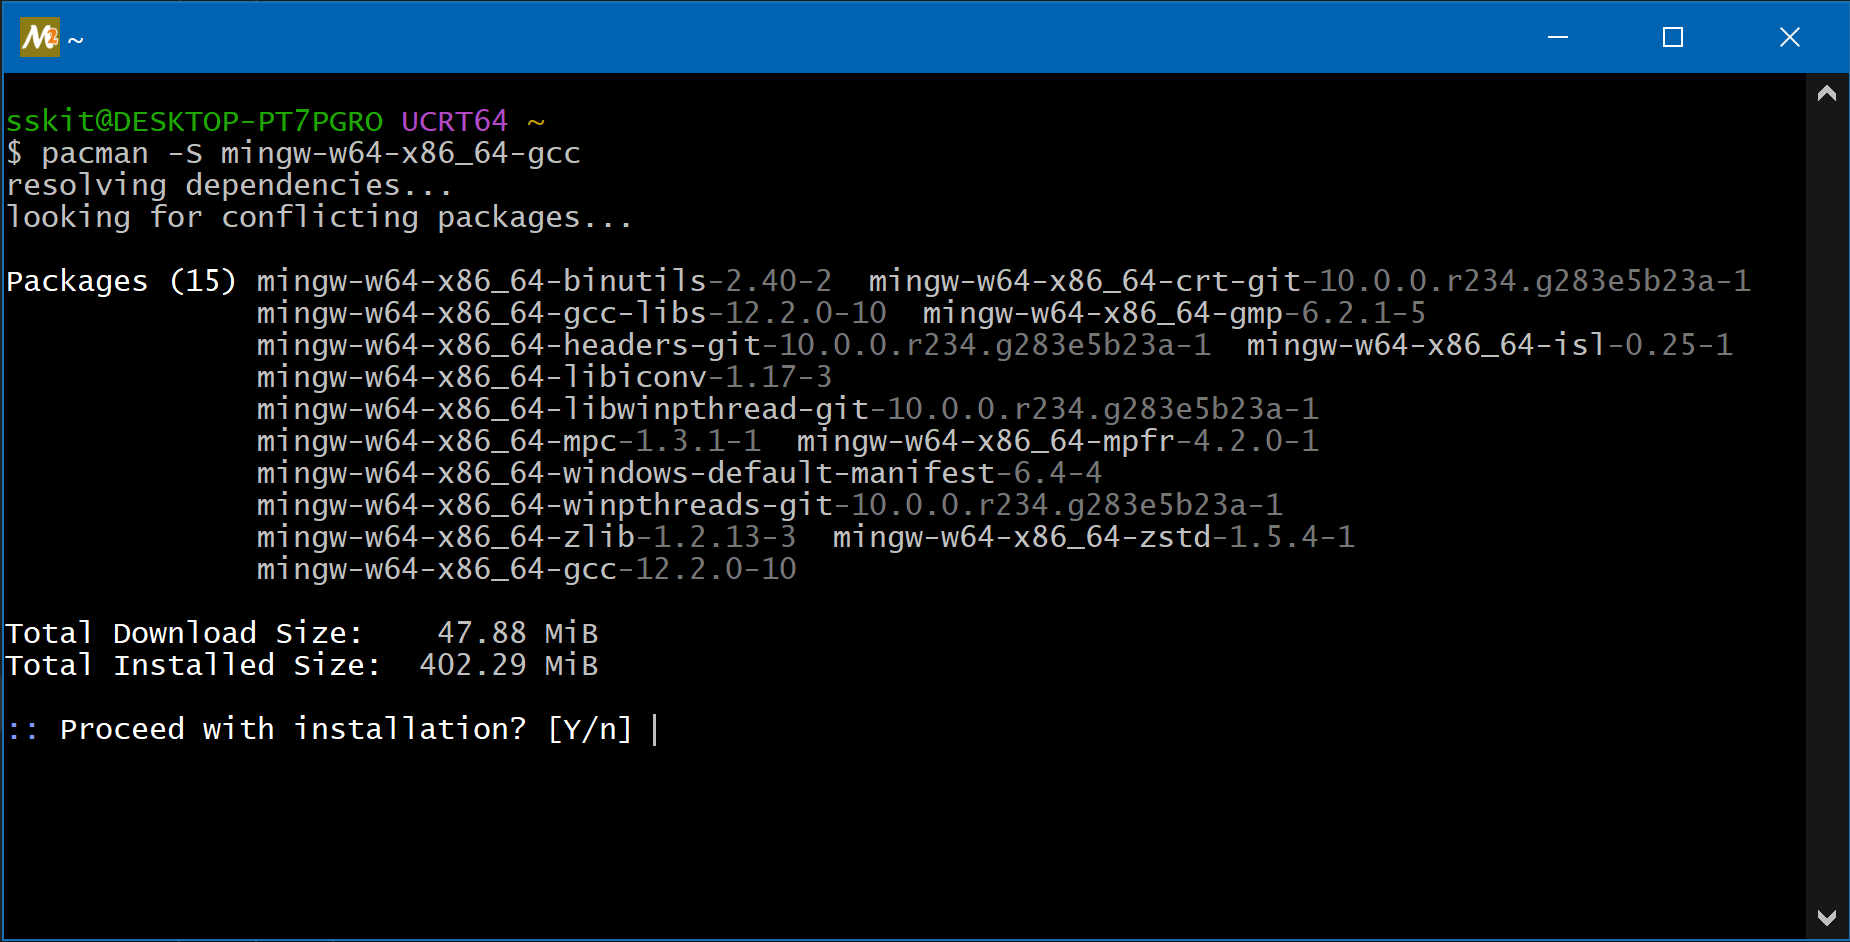 M2 ~
sskit@DESKTOP-PT7PGRO UCRT64 ~
$ pacman -S mingw-w64-x86_64-gcc
resolving dependencies...
looking for conflicting packages...
Packages (15) mingw-w64-x86_64-binutils-2.40-2  mingw-w64-x86_64-crt-git-10.0.0.r234.g283e5b23a-1
mingw-w64-x86_64-gcc-libs-12.2.0-10  mingw-w64-x86_64-gmp-6.2.1-5
mingw-w64-x86_64-headers-git-10.0.0.r234.g283e5b23a-1  mingw-w64-x86_64-isl-0.25-1
mingw-w64-x86_64-libiconv-1.17-3
mingw-w64-x86_64-libwinpthread-git-10.0.0.r234.g283e5b23a-1
mingw-w64-x86_64-mpc-1.3.1-1  mingw-w64-x86_64-mpfr-4.2.0-1
mingw-w64-x86_64-windows-default-manifest-6.4-4
mingw-w64-x86_64-winpthreads-git-10.0.0.r234.g283e5b23a-1
mingw-w64-x86_64-zlib-1.2.13-3  mingw-w64-x86_64-zstd-1.5.4-1
mingw-w64-x86_64-gcc-12.2.0-10
Total Download Size:    47.88 MiB
Total Installed Size:  402.29 MiB
:: Proceed with installation? [Y/n]